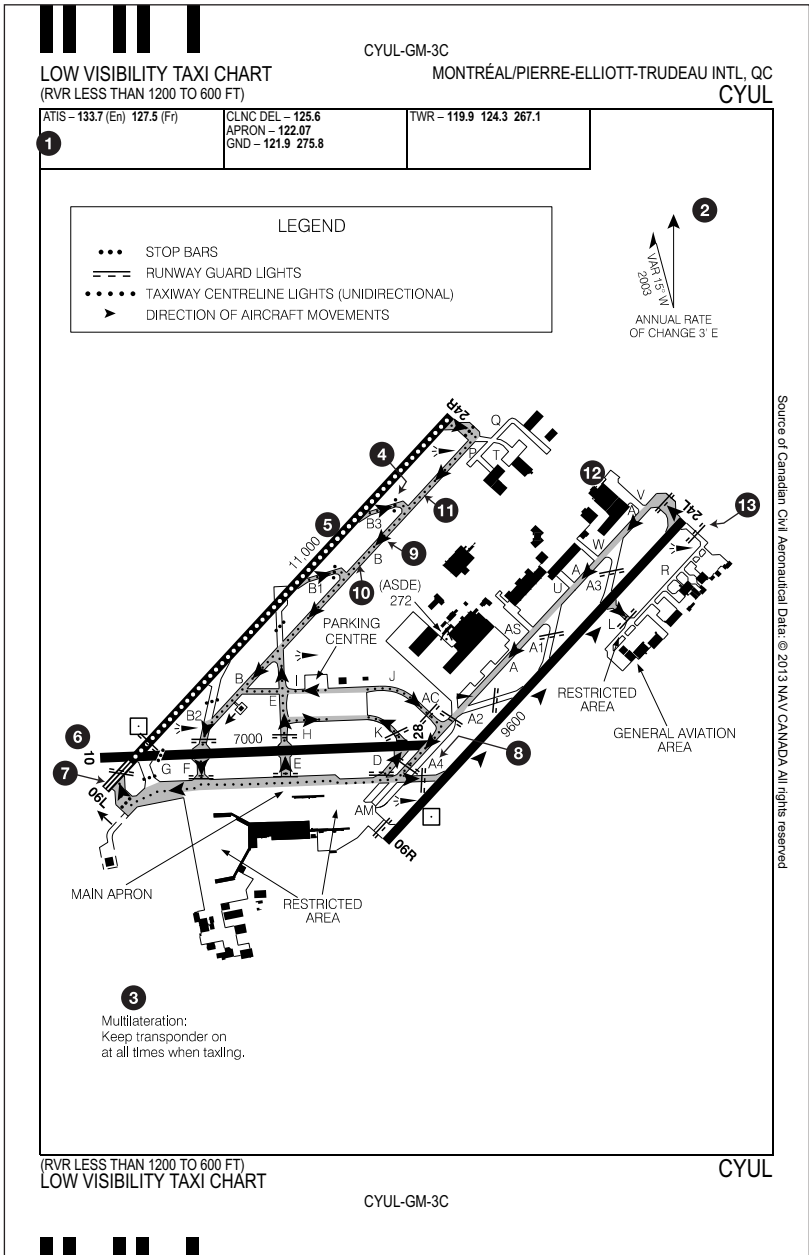 CYUL-GM-3C
LOW VISIBILITY TAXI CHART
(RVR LESS THAN 1200 TO 600 FT)
MONTRÉAL/PIERRE-ELLIOTT-TRUDEAU INTL, QC
CYUL
ATIS – 133.7 (En) 127.5 (Fr)
1
CLNC DEL – 125.6
APRON – 122.07
GND – 121.9 275.8
TWR – 119.9 124.3 267.1
LEGEND
STOP BARS
RUNWAY GUARD LIGHTS
TAXIWAY CENTRELINE LIGHTS (UNIDIRECTIONAL)
DIRECTION OF AIRCRAFT MOVEMENTS
2
VAR 15° W
2003
ANNUAL RATE
OF CHANGE 3' E
24R
Q
P
T
4
12
11
V
24L
13
5
B3
A
11,000
9
B
W
R
10
(ASDE)
272
A
A3
B1
U
PARKING
CENTRE
AS
L
A1
A
B
I
J
E
RESTRICTED
AREA
AC
B2
A2
9600
GENERAL AVIATION
AREA
6
7000
H
K
28
10
8
7
G
F
E
D
A4
06L
AM
06R
MAIN APRON
RESTRICTED
AREA
3
Multilateration:
Keep transponder on
at all times when taxiing.
Source of Canadian Civil Aeronautical Data: © 2013 NAV CANADA All rights reserved
(RVR LESS THAN 1200 TO 600 FT)
LOW VISIBILITY TAXI CHART
CYUL
CYUL-GM-3C